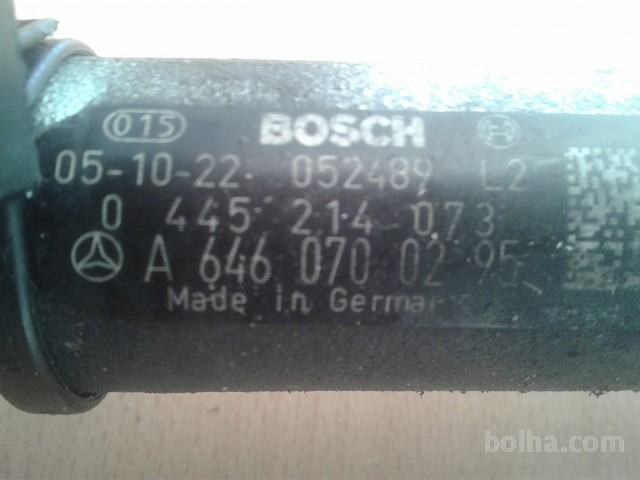 015 BOSCH
05-10-22 052489 L2
0 445 214 073
A 646 070 02 95
Made in Germany
bolha.com